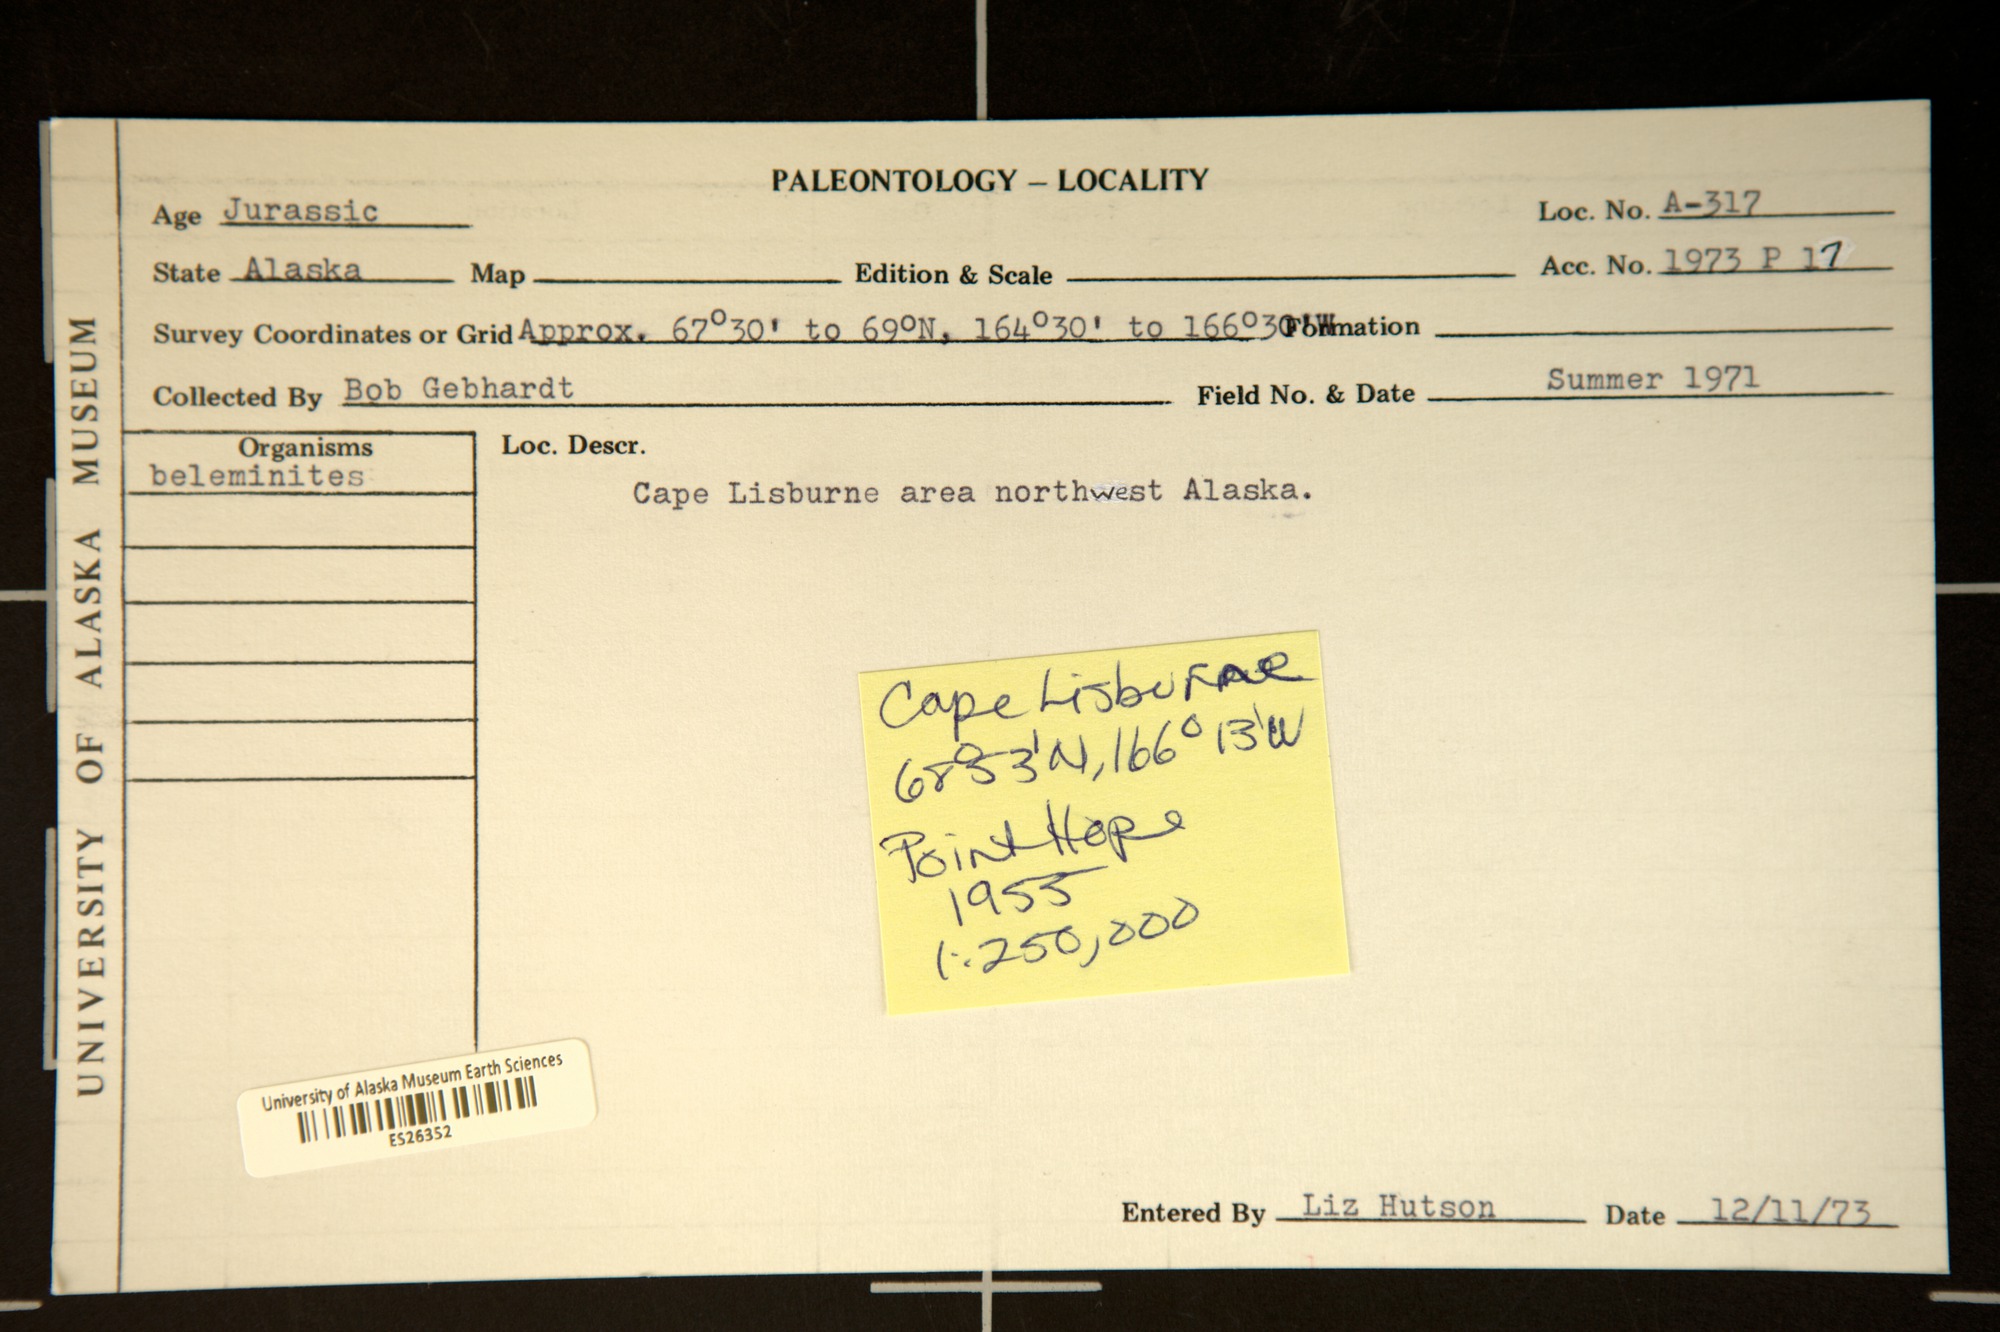 PALEONTOLOGY – LOCALITY
Age Jurassic
Loc. No. A-317
State Alaska Map Edition & Scale Acc. No. 1973 P 17
Survey Coordinates or Grid Approx. 67°30' to 69°N, 164°30' to 166°30'W Formation
Collected By Bob Gebhardt Field No. & Date Summer 1971
Organisms
beleminites
Loc. Descr.
Cape Lisburne area northwest Alaska.
Cape Lisburne
68°53'N, 166°13'W
Point Hope
1955
1:250,000
UNIVERSITY OF ALASKA MUSEUM
University of Alaska Museum Earth Sciences
ES26352
Entered By Liz Hutson Date 12/11/73